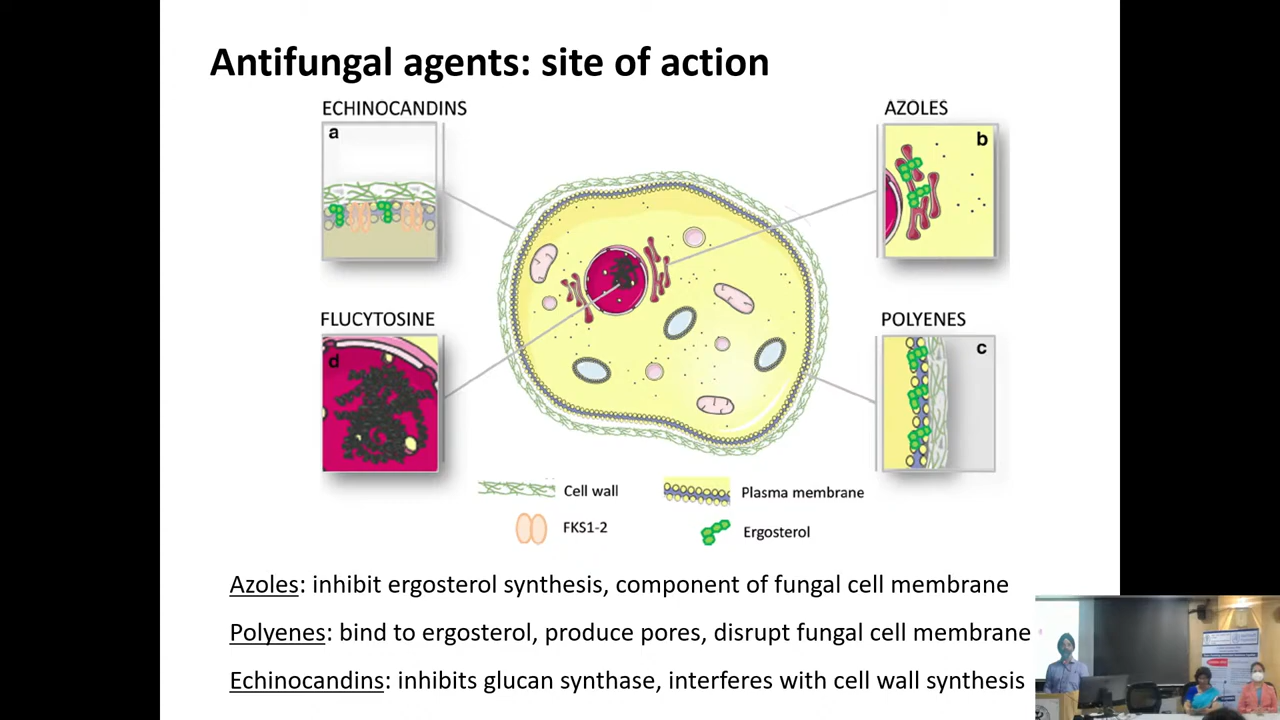 Antifungal agents: site of action
ECHINOCANDINS
a
AZOLES
b
FLUCYTOSINE
d
POLYENES
c
Cell wall
Plasma membrane
FKS1-2
Ergosterol
Azoles: inhibit ergosterol synthesis, component of fungal cell membrane
Polyenes: bind to ergosterol, produce pores, disrupt fungal cell membrane
Echinocandins: inhibits glucan synthase, interferes with cell wall synthesis